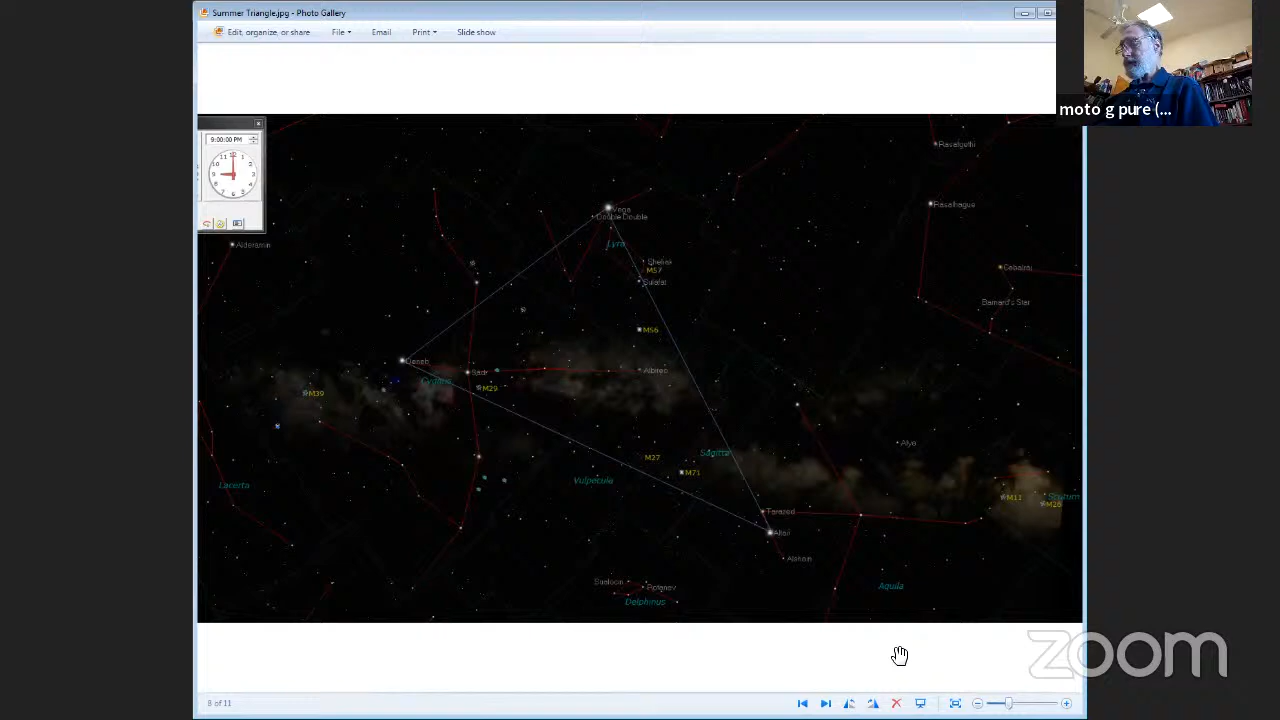 Summer Triangle.jpg - Photo Gallery
Edit, organize, or share File Email Print Slide show
moto g pure (...
9:00:00 PM
Rasalgethi
Vega
Double Double
Rasalhague
Lyra
Alderamin
Sheliak
M57
Sulafat
Cebalrai
Barnard's Star
M56
Deneb
Sadr
Albireo
Cygnus
M29
M39
Alya
Sagitta
M27
M71
Vulpecula
Lacerta
M11
Scutum
M26
Tarazed
Altair
Alshain
Sualocin
Rotanev
Aquila
Delphinus
zoom
8 of 11